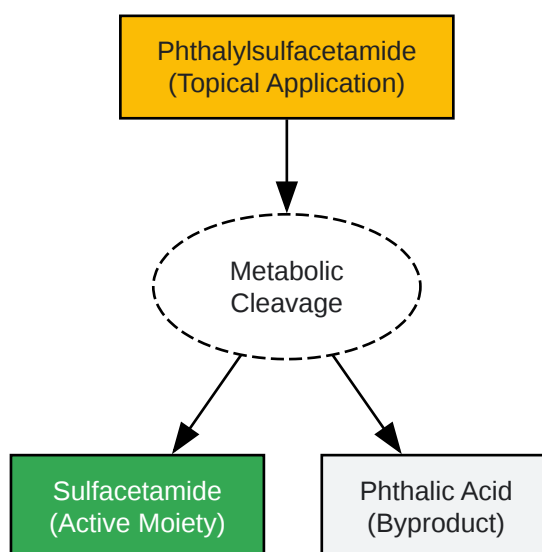 Phthalylsulfacetamide
(Topical Application)
Metabolic
Cleavage
Sulfacetamide
(Active Moiety)
Phthalic Acid
(Byproduct)